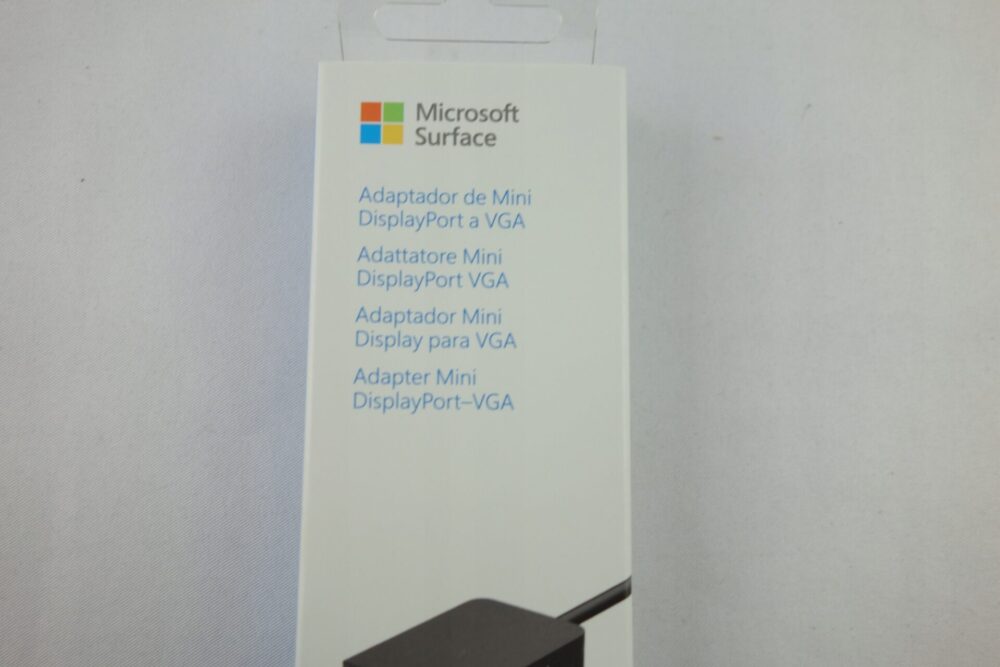 Microsoft
Surface
Adaptador de Mini
DisplayPort a VGA
Adattatore Mini
DisplayPort VGA
Adaptador Mini
Display para VGA
Adapter Mini
DisplayPort–VGA